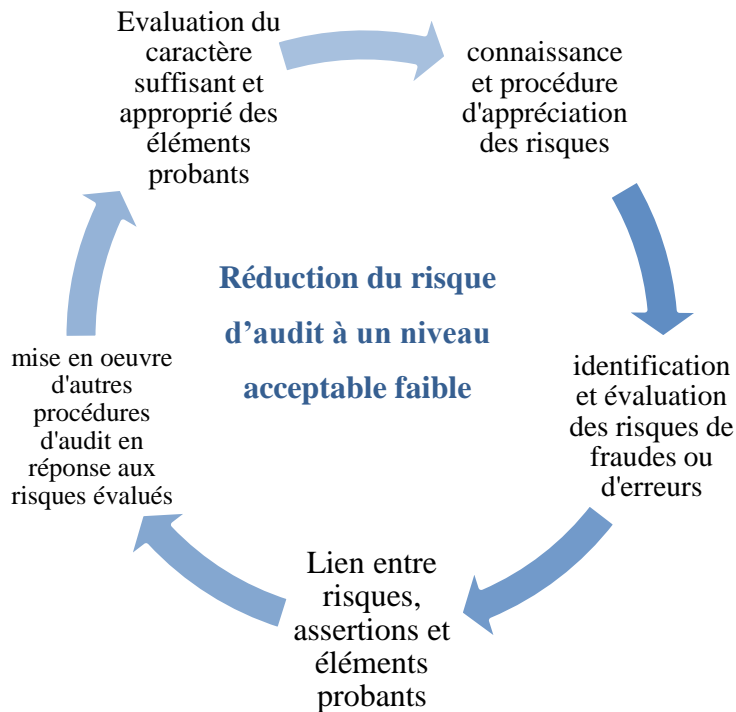 Evaluation du
caractère
suffisant et
approprié des
éléments
probants
connaissance
et procédure
d'appréciation
des risques
identification
et évaluation
des risques de
fraudes ou
d'erreurs
Lien entre
risques,
assertions et
éléments
probants
mise en oeuvre
d'autres
procédures
d'audit en
réponse aux
risques évalués
Réduction du risque
d’audit à un niveau
acceptable faible